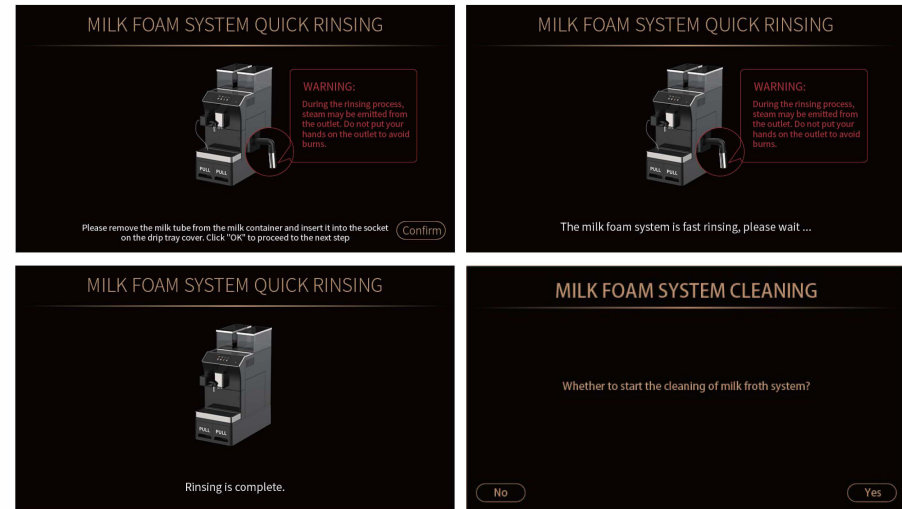 MILK FOAM SYSTEM QUICK RINSING
WARNING:
During the rinsing process,
steam may be emitted from
the outlet. Do not put your
hands on the outlet to avoid
burns.
PULL PULL
Please remove the milk tube from the milk container and insert it into the socket
on the drip tray cover. Click "OK" to proceed to the next step
Confirm
MILK FOAM SYSTEM QUICK RINSING
WARNING:
During the rinsing process,
steam may be emitted from
the outlet. Do not put your
hands on the outlet to avoid
burns.
PULL PULL
The milk foam system is fast rinsing, please wait ...
MILK FOAM SYSTEM QUICK RINSING
PULL PULL
Rinsing is complete.
MILK FOAM SYSTEM CLEANING
Whether to start the cleaning of milk froth system?
No
Yes